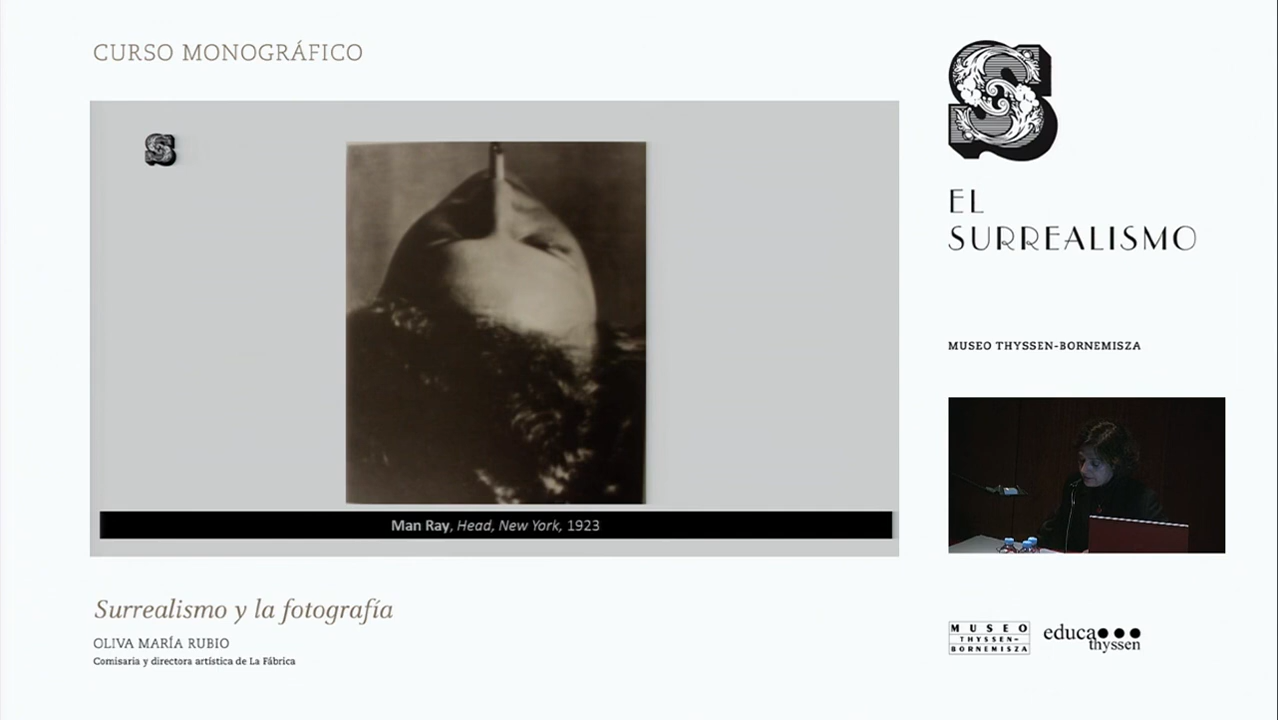 CURSO MONOGRÁFICO
S
S
EL
SURREALISMO
MUSEO THYSSEN-BORNEMISZA
Man Ray, Head, New York, 1923
Surrealismo y la fotografía
OLIVA MARÍA RUBIO
Comisaria y directora artística de La Fábrica
MUSEO
THYSSEN-
BORNEMISZA
educa
thyssen